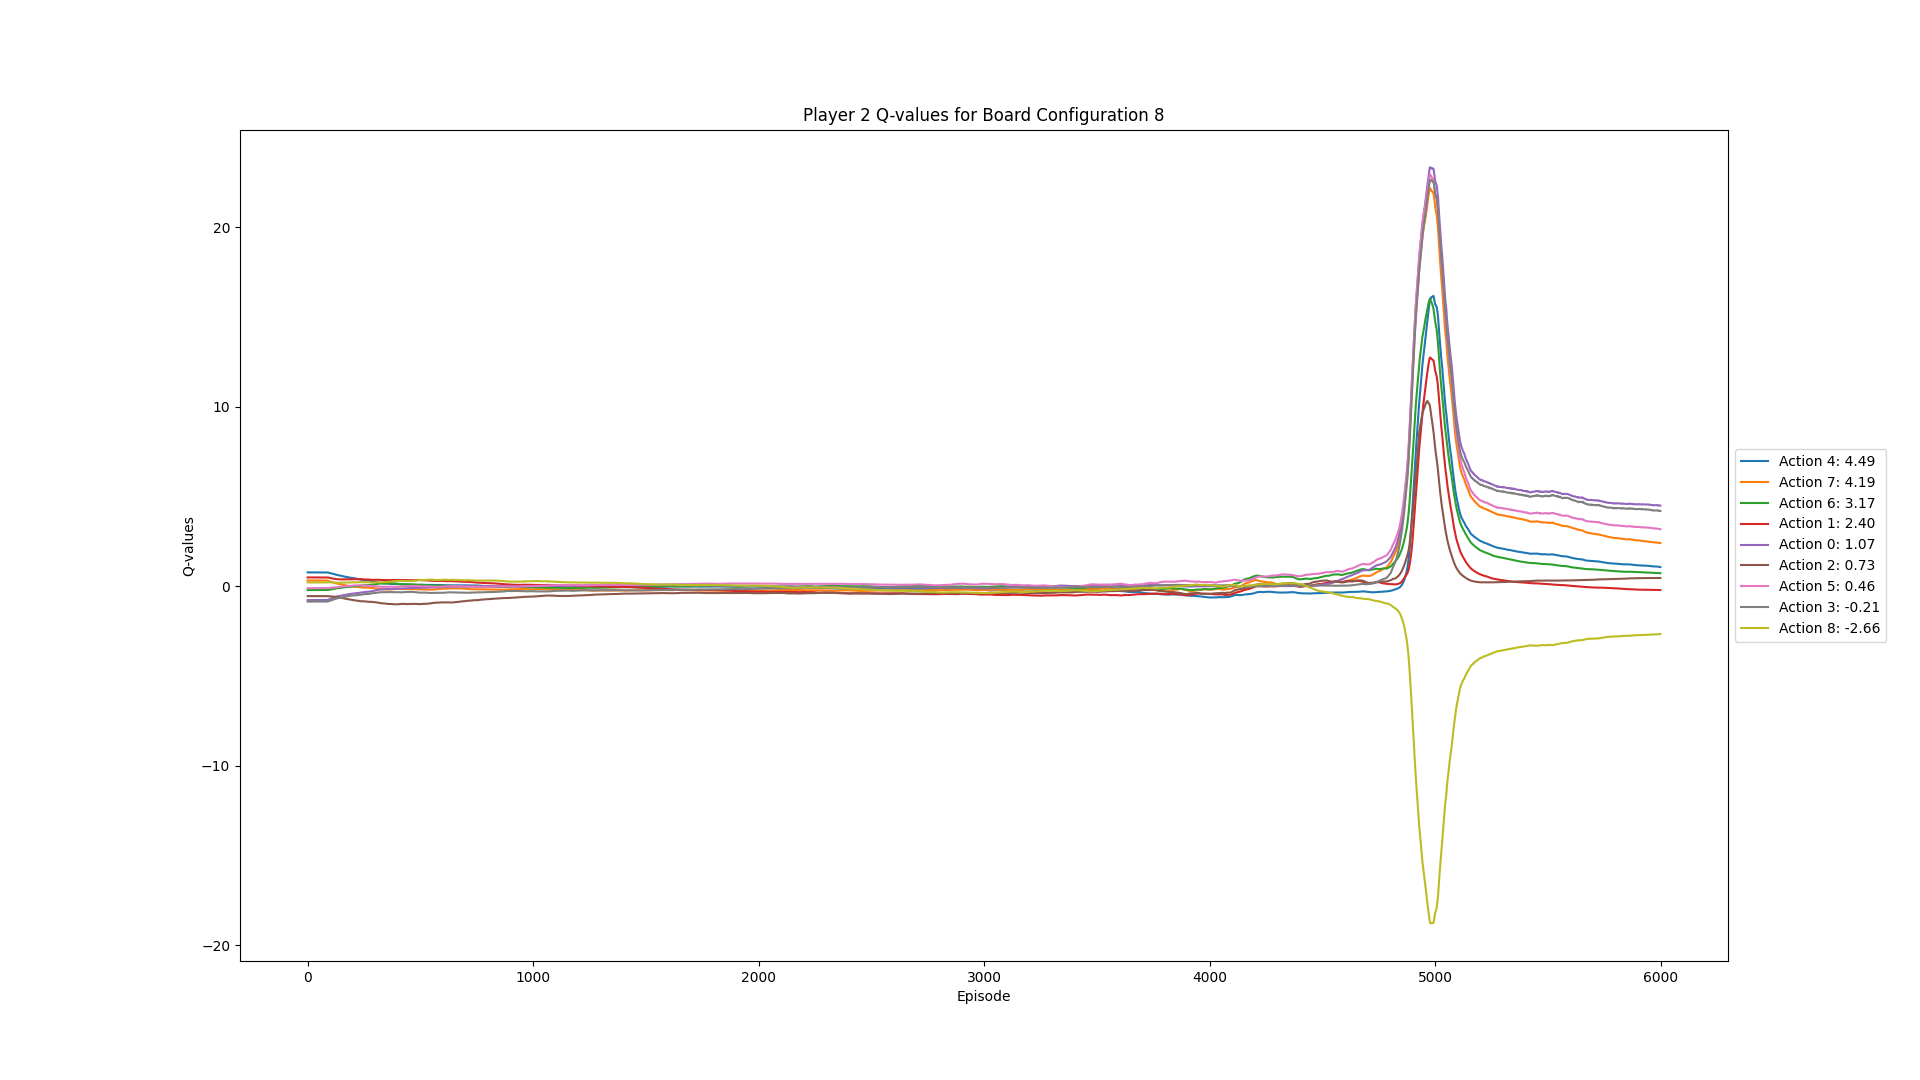 Player 2 Q-values for Board Configuration 8
Q-values
20
10
0
−10
−20
0
1000
2000
3000
4000
5000
6000
Episode
Action 4: 4.49
Action 7: 4.19
Action 6: 3.17
Action 1: 2.40
Action 0: 1.07
Action 2: 0.73
Action 5: 0.46
Action 3: -0.21
Action 8: -2.66